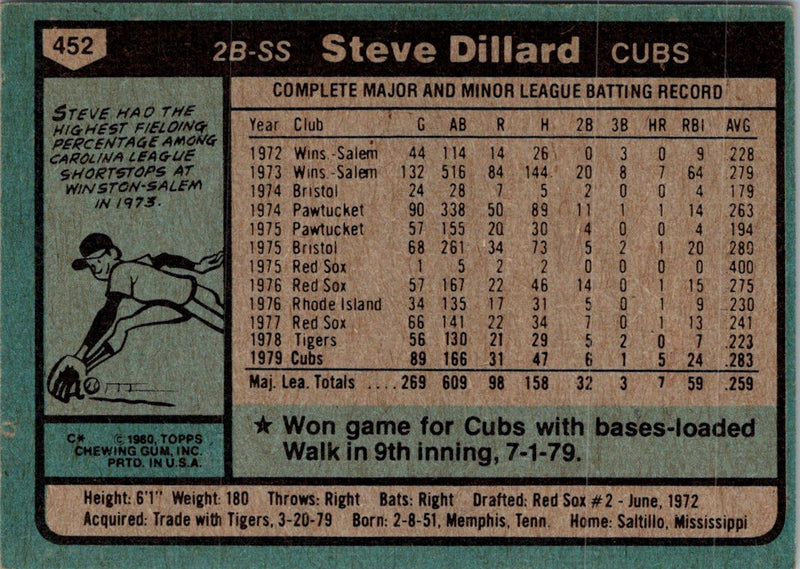 452
2B-SS Steve Dillard CUBS
STEVE HAD THE
HIGHEST FIELDING
PERCENTAGE AMONG
CAROLINA LEAGUE
SHORTSTOPS AT
WINSTON-SALEM
IN 1973.
C* © 1980, TOPPS
CHEWING GUM, INC.
PRTD. IN U.S.A.
COMPLETE MAJOR AND MINOR LEAGUE BATTING RECORD
Year Club G AB R H 2B 3B HR RBI AVG
1972 Wins.-Salem 44 114 14 26 0 3 0 9 .228
1973 Wins.-Salem 132 516 84 144 20 8 7 64 .279
1974 Bristol 24 28 7 5 2 0 0 4 .179
1974 Pawtucket 90 338 50 89 11 1 1 14 .263
1975 Pawtucket 57 155 20 30 4 0 0 4 .194
1975 Bristol 68 261 34 73 5 2 1 20 .280
1975 Red Sox 1 5 2 2 0 0 0 0 .400
1976 Red Sox 57 167 22 46 14 0 1 15 .275
1976 Rhode Island 34 135 17 31 5 0 1 9 .230
1977 Red Sox 66 141 22 34 7 0 1 13 .241
1978 Tigers 56 130 21 29 5 2 0 7 .223
1979 Cubs 89 166 31 47 6 1 5 24 .283
Maj. Lea. Totals .... 269 609 98 158 32 3 7 59 .259
★ Won game for Cubs with bases-loaded
Walk in 9th inning, 7-1-79.
Height: 6'1" Weight: 180 Throws: Right Bats: Right Drafted: Red Sox #2 - June, 1972
Acquired: Trade with Tigers, 3-20-79 Born: 2-8-51, Memphis, Tenn. Home: Saltillo, Mississippi